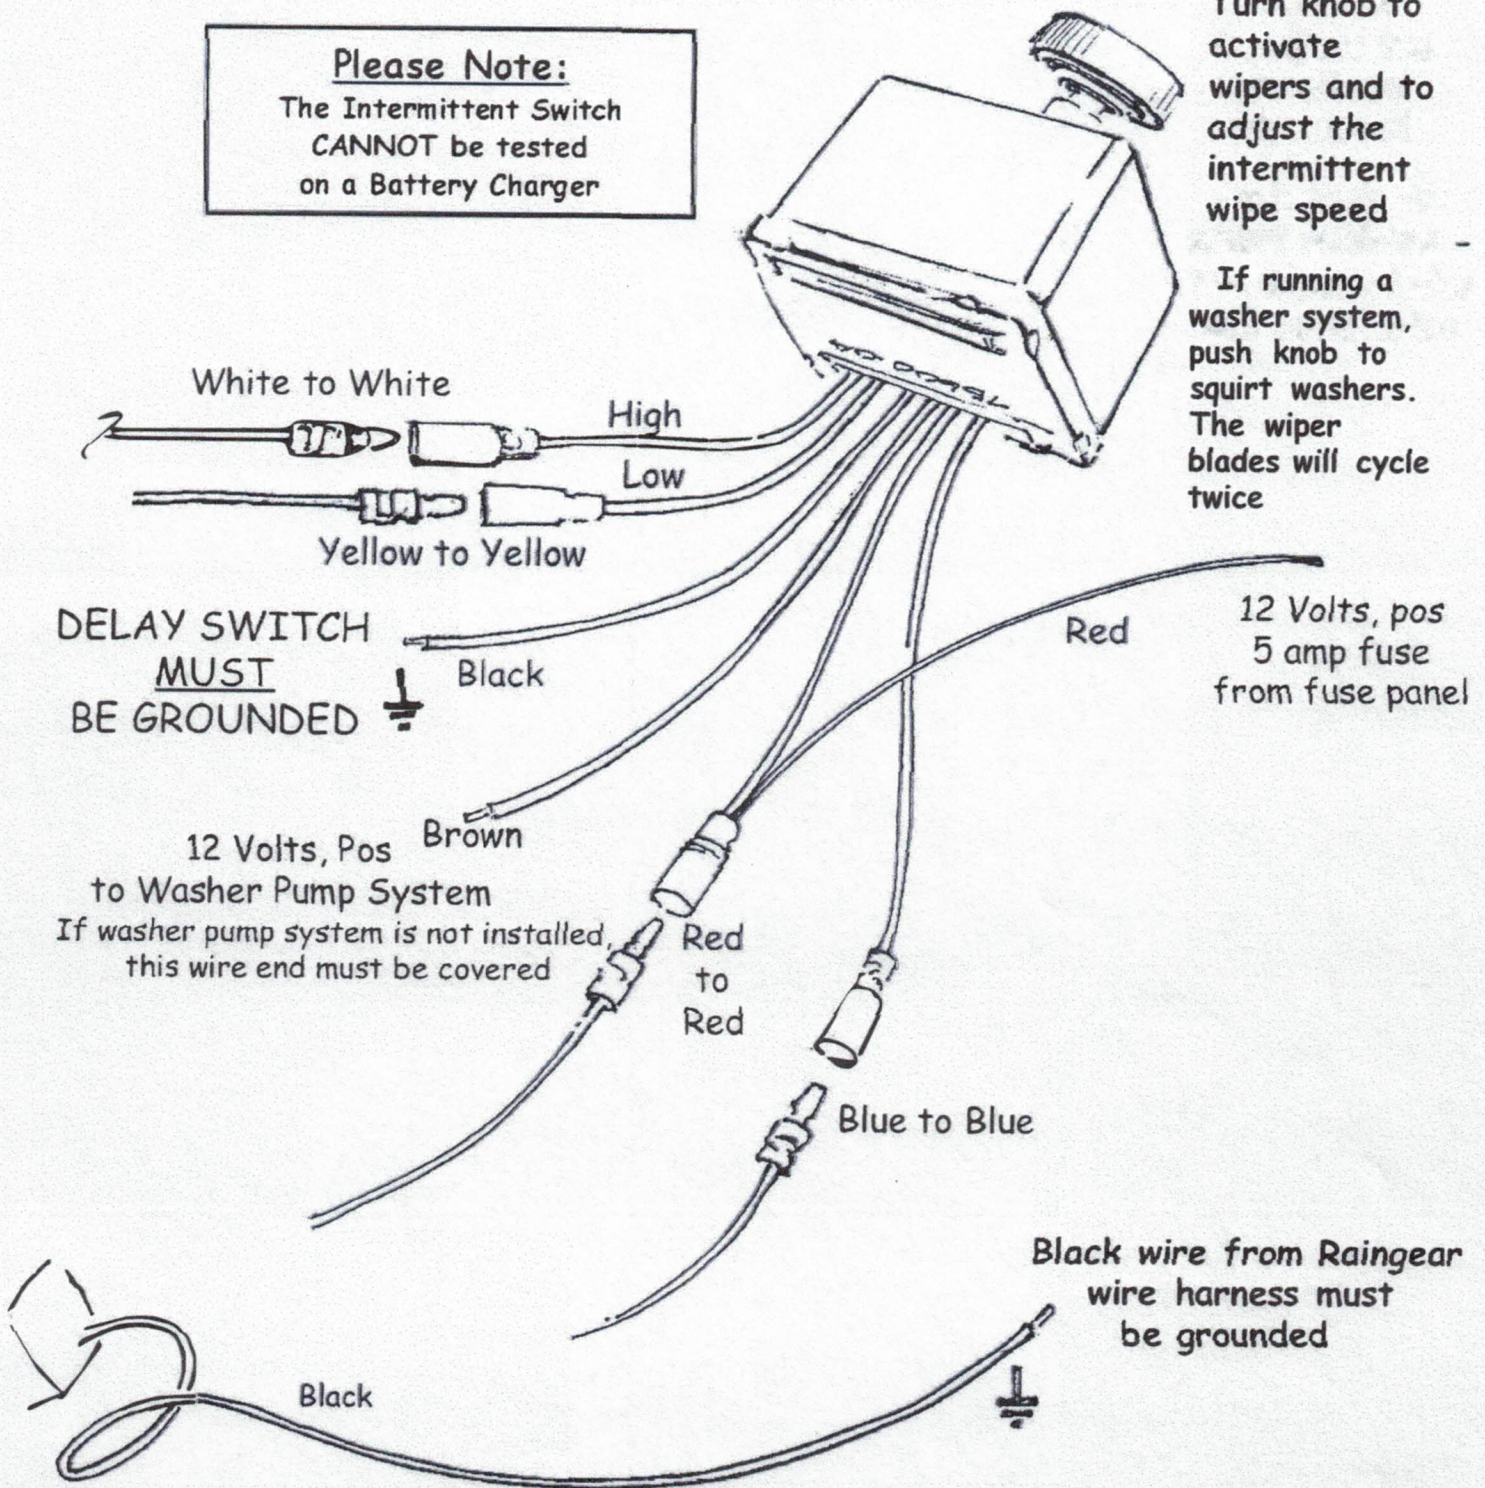 Please Note:
The Intermittent Switch
CANNOT be tested
on a Battery Charger
Turn knob to
activate
wipers and to
adjust the
intermittent
wipe speed
If running a
washer system,
push knob to
squirt washers.
The wiper
blades will cycle
twice
White to White
High
Low
Yellow to Yellow
DELAY SWITCH
MUST
BE GROUNDED
Black
Red
12 Volts, pos
5 amp fuse
from fuse panel
Brown
12 Volts, Pos
to Washer Pump System
If washer pump system is not installed,
this wire end must be covered
Red
to
Red
Blue to Blue
Black wire from Raingear
wire harness must
be grounded
Black